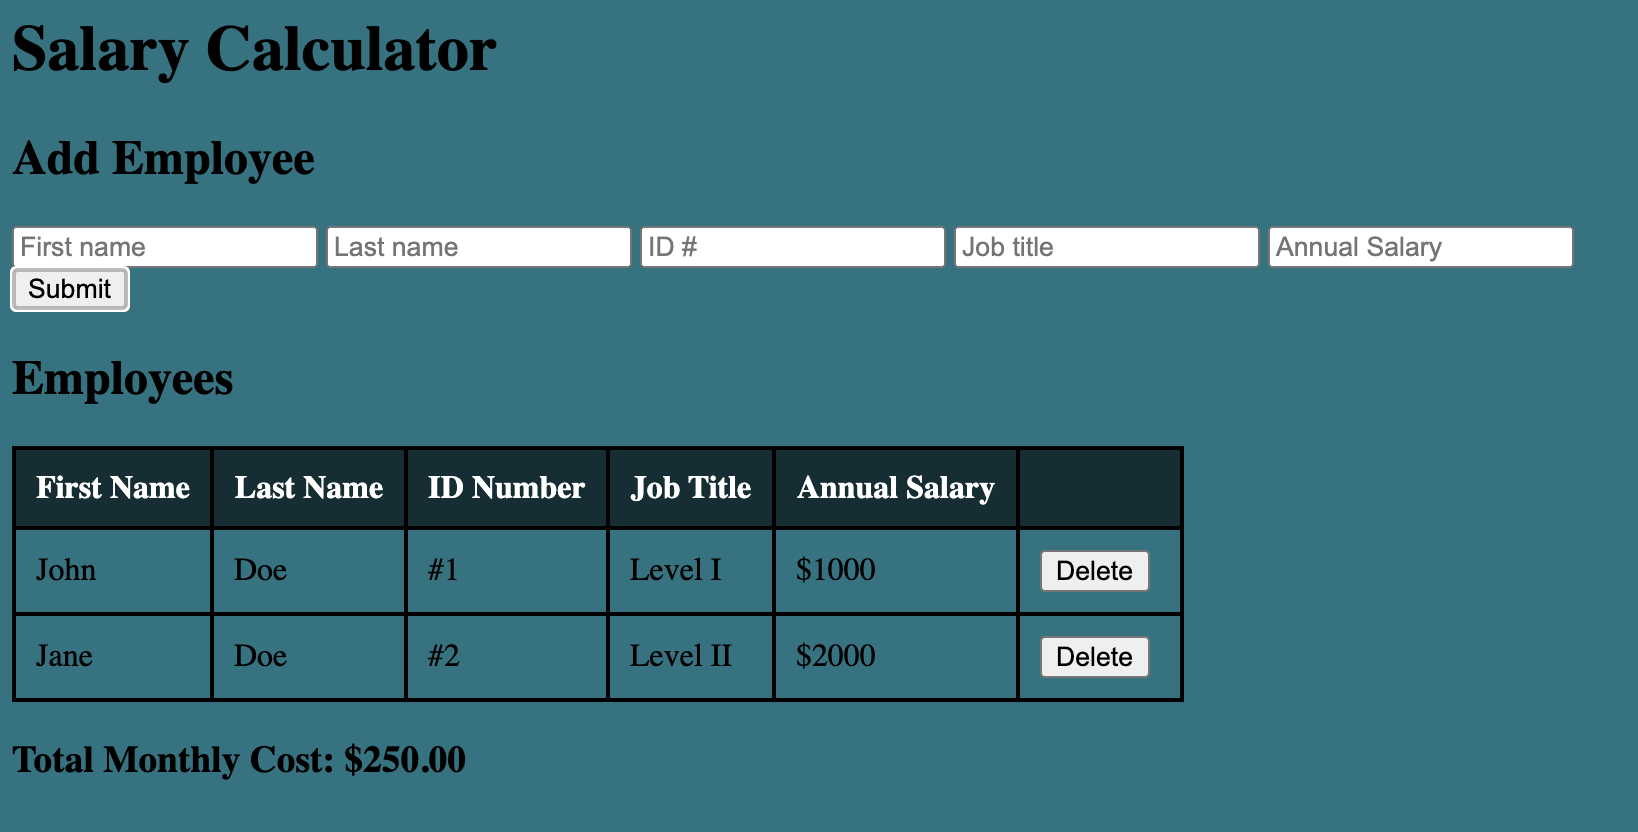 Salary Calculator
Add Employee
First name Last name ID # Job title Annual Salary
Submit
Employees
First Name Last Name ID Number Job Title Annual Salary
John Doe #1 Level I $1000 Delete
Jane Doe #2 Level II $2000 Delete
Total Monthly Cost: $250.00